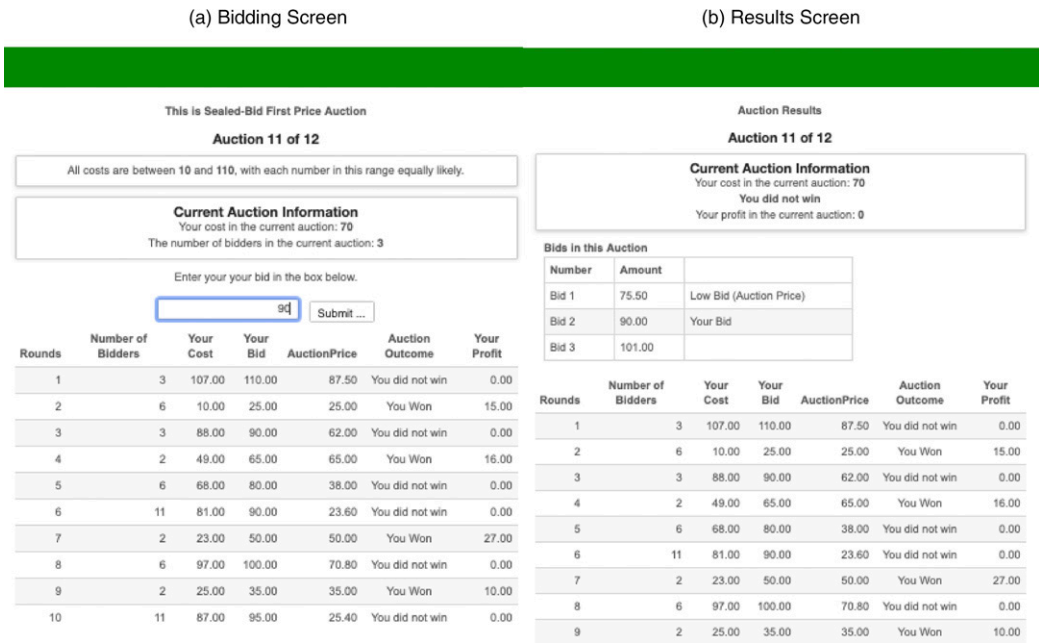 (a) Bidding Screen
This is Sealed-Bid First Price Auction
Auction 11 of 12
All costs are between 10 and 110, with each number in this range equally likely.
Current Auction Information
Your cost in the current auction: 70
The number of bidders in the current auction: 3
Enter your your bid in the box below.
90 Submit ...
Rounds Number of Bidders Your Cost Your Bid AuctionPrice Auction Outcome Your Profit
1 3 107.00 110.00 87.50 You did not win 0.00
2 6 10.00 25.00 25.00 You Won 15.00
3 3 88.00 90.00 62.00 You did not win 0.00
4 2 49.00 65.00 65.00 You Won 16.00
5 6 68.00 80.00 38.00 You did not win 0.00
6 11 81.00 90.00 23.60 You did not win 0.00
7 2 23.00 50.00 50.00 You Won 27.00
8 6 97.00 100.00 70.80 You did not win 0.00
9 2 25.00 35.00 35.00 You Won 10.00
10 11 87.00 95.00 25.40 You did not win 0.00
(b) Results Screen
Auction Results
Auction 11 of 12
Current Auction Information
Your cost in the current auction: 70
You did not win
Your profit in the current auction: 0
Bids in this Auction
Number Amount
Bid 1 75.50 Low Bid (Auction Price)
Bid 2 90.00 Your Bid
Bid 3 101.00
Rounds Number of Bidders Your Cost Your Bid AuctionPrice Auction Outcome Your Profit
1 3 107.00 110.00 87.50 You did not win 0.00
2 6 10.00 25.00 25.00 You Won 15.00
3 3 88.00 90.00 62.00 You did not win 0.00
4 2 49.00 65.00 65.00 You Won 16.00
5 6 68.00 80.00 38.00 You did not win 0.00
6 11 81.00 90.00 23.60 You did not win 0.00
7 2 23.00 50.00 50.00 You Won 27.00
8 6 97.00 100.00 70.80 You did not win 0.00
9 2 25.00 35.00 35.00 You Won 10.00